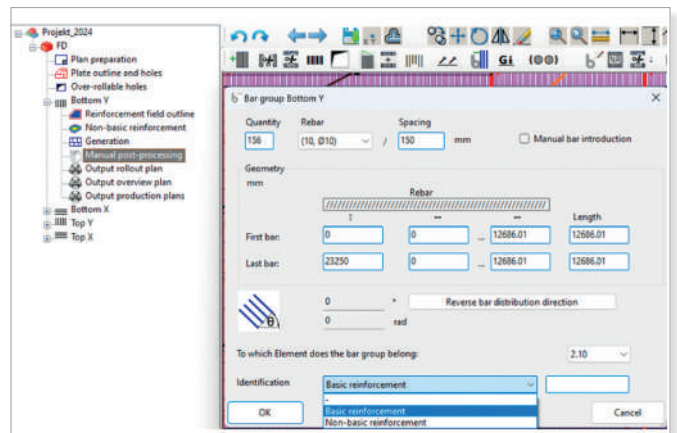 Projekt_2024
FD
Plan preparation
Plate outline and holes
Over-rollable holes
Bottom Y
Reinforcement field outline
Non-basic reinforcement
Generation
Manual post-processing
Output rollout plan
Output overview plan
Output production plans
Bottom X
Top Y
Top X
G1 (00)
Bar group Bottom Y
Quantity Rebar Spacing
156 (10, Ø10) / 150 mm Manual bar introduction
Geometry
mm
Rebar
Length
First bar: 0 0 ... 12686.01 12686.01
Last bar: 23250 0 ... 12686.01 12686.01
0 °
Reverse bar distribution direction
θ
0 rad
To which Element does the bar group belong: 2.10
Identification Basic reinforcement
-
Basic reinforcement
Non-basic reinforcement
OK Cancel